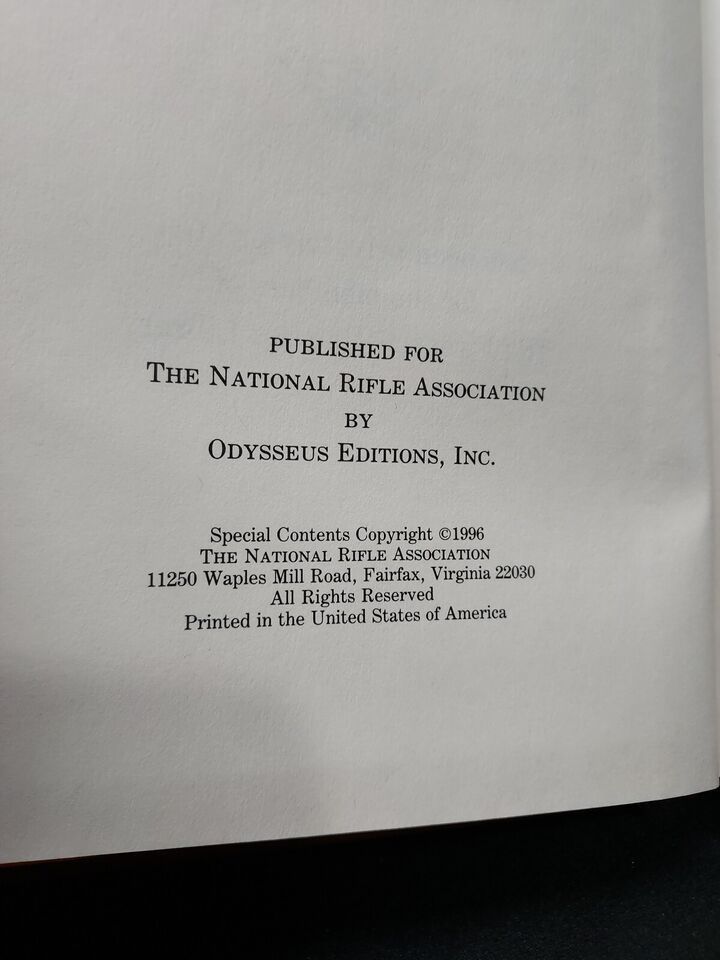 PUBLISHED FOR
THE NATIONAL RIFLE ASSOCIATION
BY
ODYSSEUS EDITIONS, INC.
Special Contents Copyright ©1996
THE NATIONAL RIFLE ASSOCIATION
11250 Waples Mill Road, Fairfax, Virginia 22030
All Rights Reserved
Printed in the United States of America